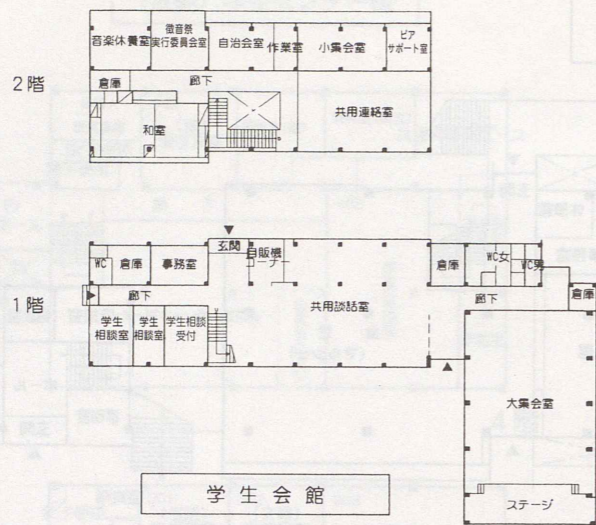 2階
音楽休養室
徽音祭
実行委員会室
自治会室
作業室
小集会室
ピア
サポート室
倉庫
廊下
和室
共用連絡室
1階
WC
倉庫
事務室
玄関
自販機
コーナー
共用談話室
倉庫
WC女
WC男
廊下
廊下
倉庫
学生
相談室
学生
相談室
学生相談
受付
大集会室
ステージ
学生会館